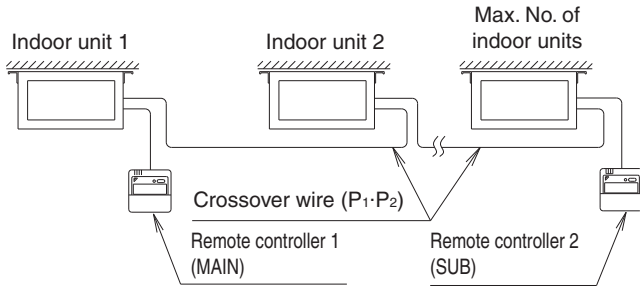 Indoor unit 1
Indoor unit 2
Max. No. of
indoor units
Crossover wire (P₁·P₂)
Remote controller 1
(MAIN)
Remote controller 2
(SUB)